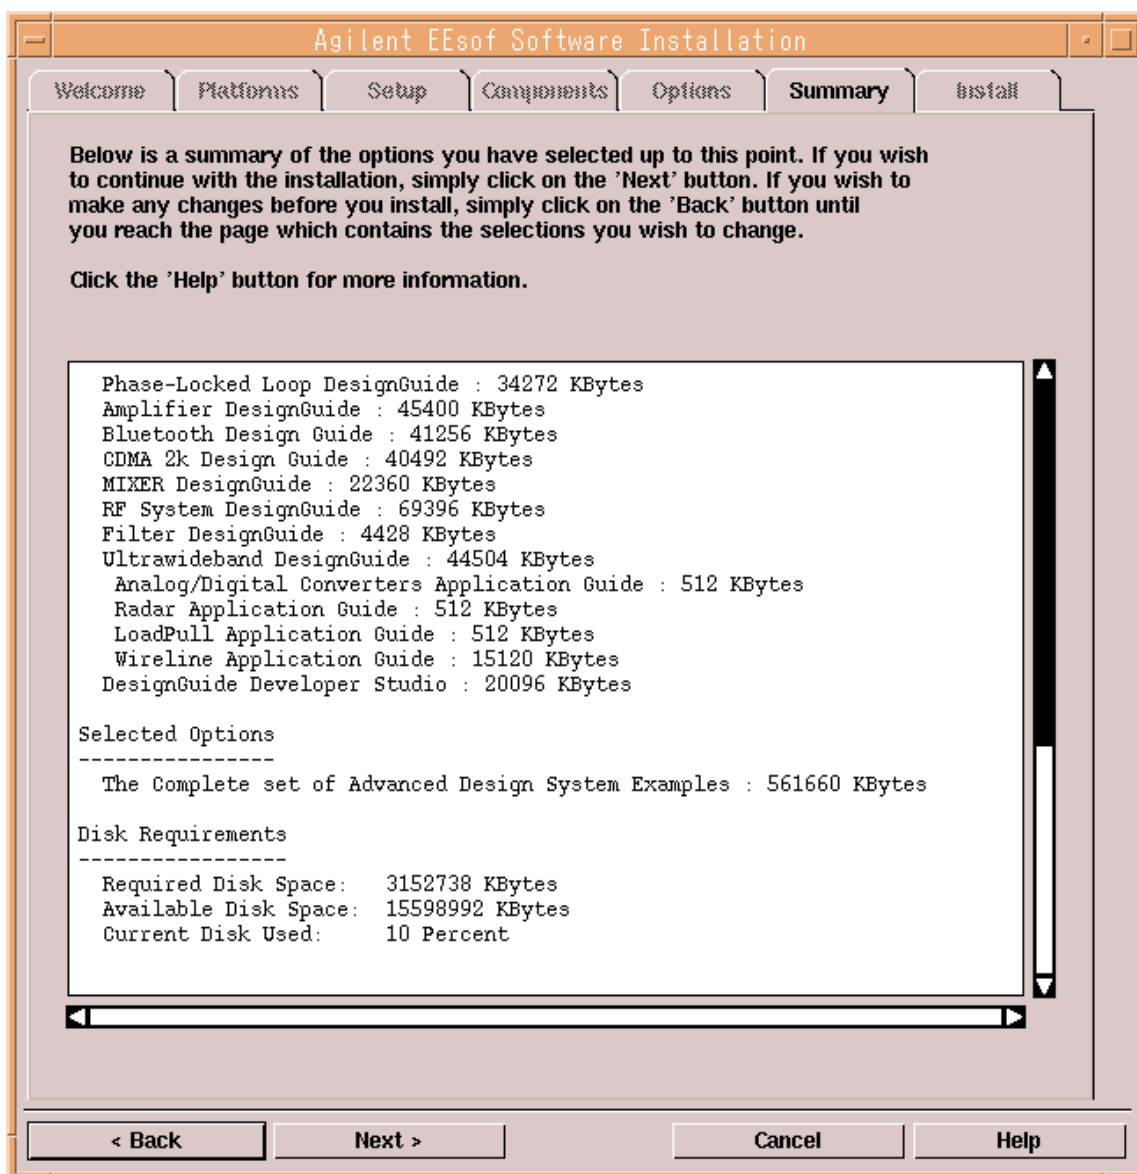 Agilent EEsof Software Installation
Welcome Platforms Setup Components Options Summary Install
Below is a summary of the options you have selected up to this point. If you wish
to continue with the installation, simply click on the 'Next' button. If you wish to
make any changes before you install, simply click on the 'Back' button until
you reach the page which contains the selections you wish to change.
Click the 'Help' button for more information.
Phase-Locked Loop DesignGuide : 34272 KBytes
Amplifier DesignGuide : 45400 KBytes
Bluetooth Design Guide : 41256 KBytes
CDMA 2k Design Guide : 40492 KBytes
MIXER DesignGuide : 22360 KBytes
RF System DesignGuide : 69396 KBytes
Filter DesignGuide : 4428 KBytes
Ultrawideband DesignGuide : 44504 KBytes
Analog/Digital Converters Application Guide : 512 KBytes
Radar Application Guide : 512 KBytes
LoadPull Application Guide : 512 KBytes
Wireline Application Guide : 15120 KBytes
DesignGuide Developer Studio : 20096 KBytes
Selected Options
----------------
The Complete set of Advanced Design System Examples : 561660 KBytes
Disk Requirements
-----------------
Required Disk Space: 3152738 KBytes
Available Disk Space: 15598992 KBytes
Current Disk Used: 10 Percent
< Back Next > Cancel Help